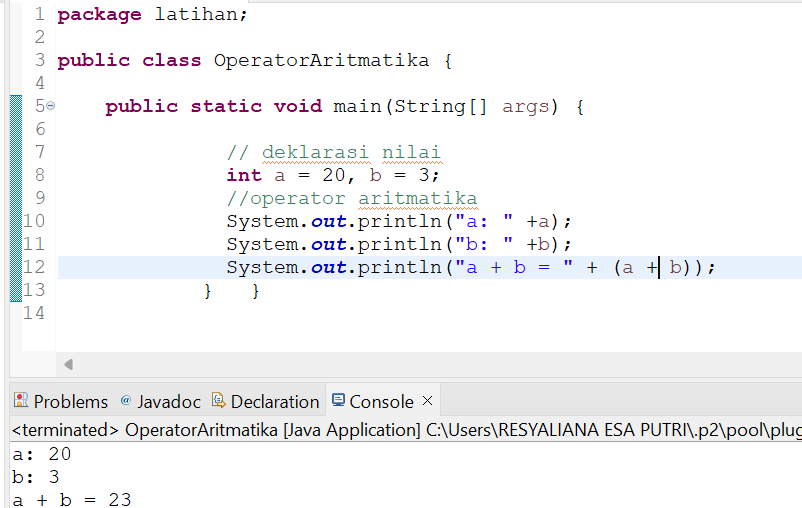 1 package latihan;
2
3 public class OperatorAritmatika {
4
5 public static void main(String[] args) {
6
7 // deklarasi nilai
8 int a = 20, b = 3;
9 //operator aritmatika
10 System.out.println("a: " +a);
11 System.out.println("b: " +b);
12 System.out.println("a + b = " + (a + b));
13 } }
14
Problems @ Javadoc Declaration Console ×
<terminated> OperatorAritmatika [Java Application] C:\Users\RESYALIANA ESA PUTRI\.p2\pool\plug
a: 20
b: 3
a + b = 23